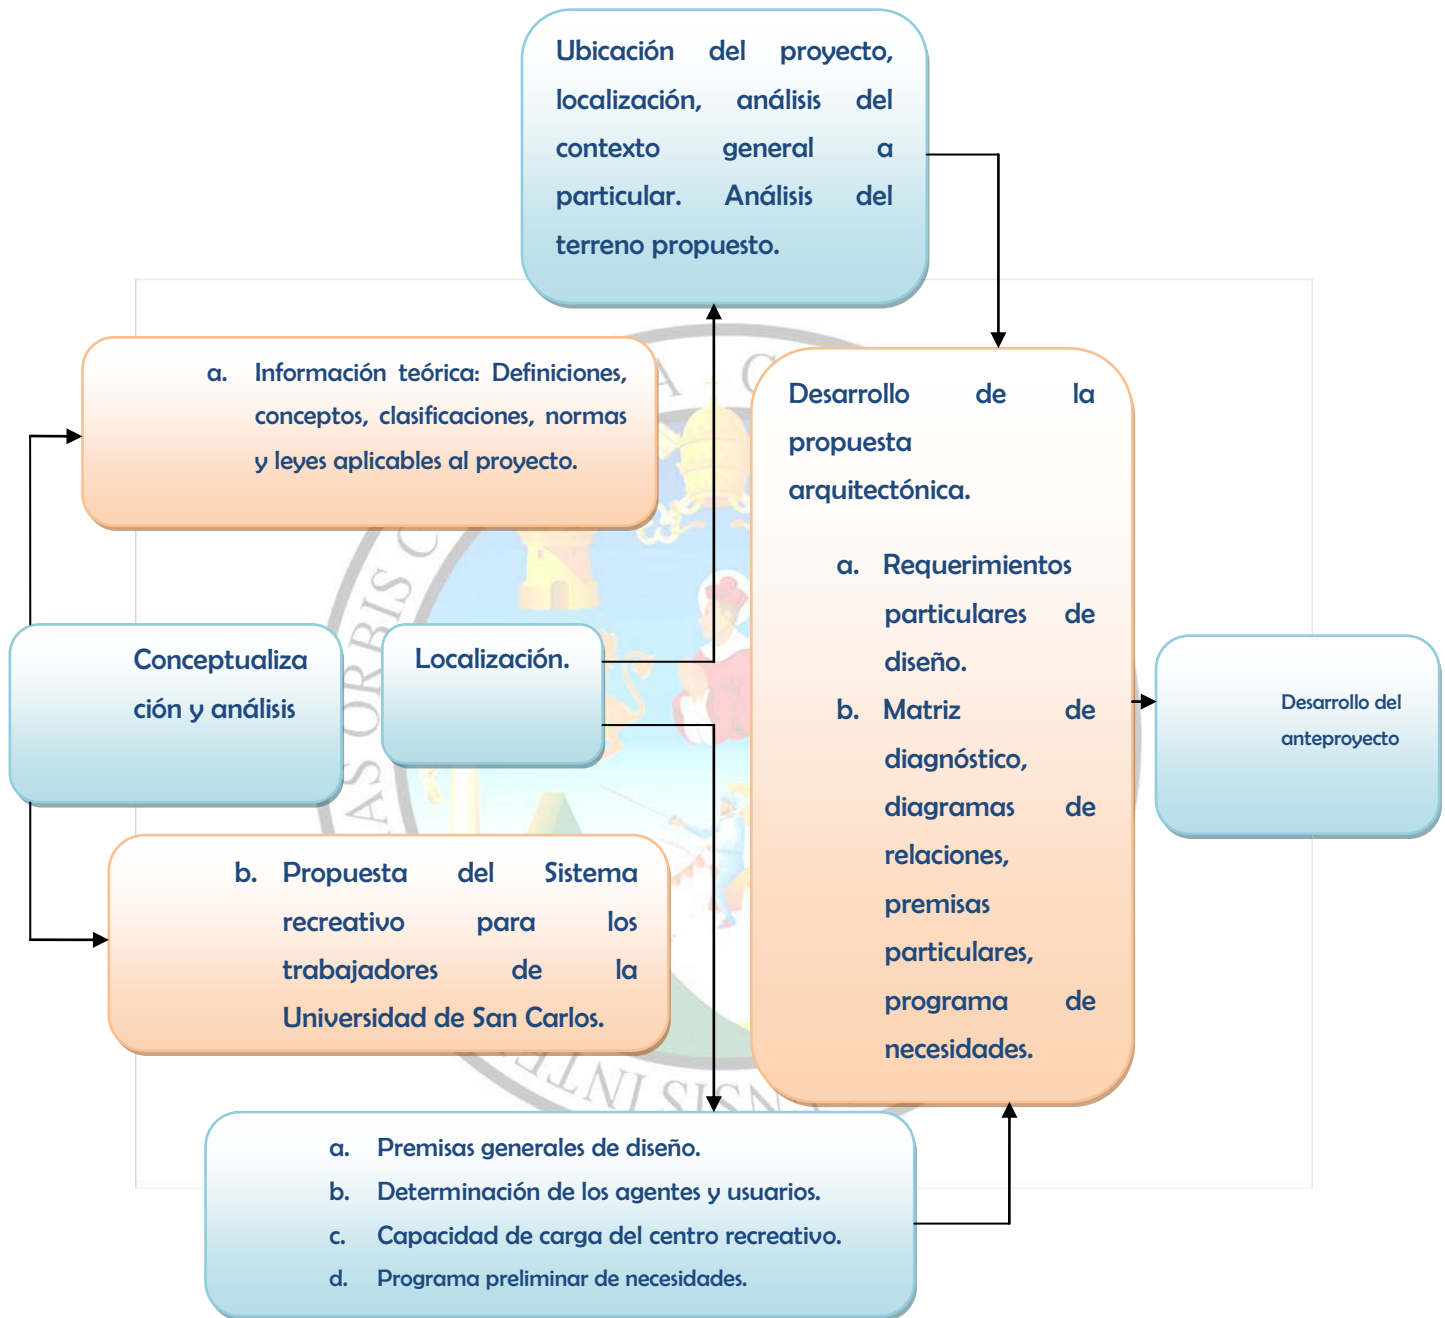 Ubicación del proyecto,
localización, análisis del
contexto general a
particular. Análisis del
terreno propuesto.
a. Información teórica: Definiciones,
conceptos, clasificaciones, normas
y leyes aplicables al proyecto.
Conceptualiza
ción y análisis
Localización.
b. Propuesta del Sistema
recreativo para los
trabajadores de la
Universidad de San Carlos.
Desarrollo de la
propuesta
arquitectónica.
a. Requerimientos
particulares de
diseño.
b. Matriz de
diagnóstico,
diagramas de
relaciones,
premisas
particulares,
programa de
necesidades.
Desarrollo del
anteproyecto
a. Premisas generales de diseño.
b. Determinación de los agentes y usuarios.
c. Capacidad de carga del centro recreativo.
d. Programa preliminar de necesidades.